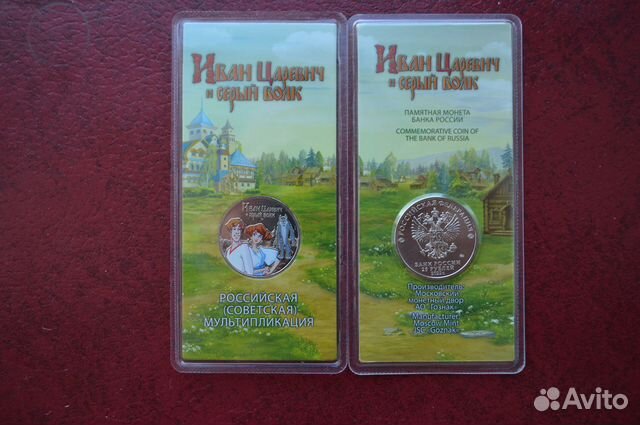 Иван Царевич
и серый волк
Иван Царевич
и серый волк
РОССИЙСКАЯ
(СОВЕТСКАЯ)
МУЛЬТИПЛИКАЦИЯ
Иван Царевич
и серый волк
ПАМЯТНАЯ МОНЕТА
БАНКА РОССИИ
COMMEMORATIVE COIN OF
THE BANK OF RUSSIA
РОССИЙСКАЯ ФЕДЕРАЦИЯ
БАНК РОССИИ
25 РУБЛЕЙ
Производитель:
Московский
монетный двор
АО "Гознак"
Manufacturer:
Moscow Mint
JSC "Goznak"
Avito